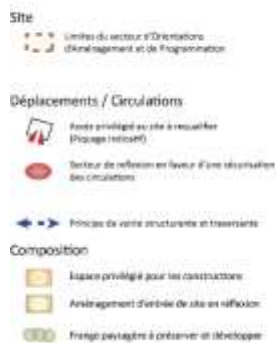 Site
Limites du secteur d'Orientations
d'Aménagement et de Programmation
Déplacements / Circulations
Accès privilégié au site à requalifier
(Piquage indicatif)
Secteur de réflexion en faveur d'une sécurisation
des circulations
Principe de voirie structurante et traversante
Composition
Espace privilégié pour les constructions
Aménagement d'entrée de site en réflexion
Frange paysagère à préserver et développer